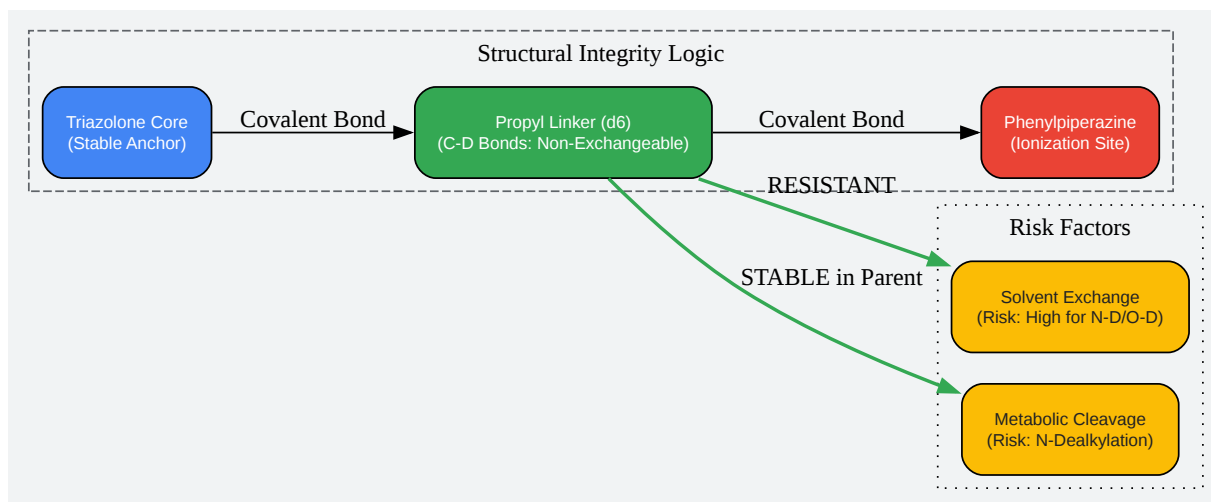 Structural Integrity Logic
Triazolone Core
(Stable Anchor)
Covalent Bond
Propyl Linker (d6)
(C-D Bonds: Non-Exchangeable)
Covalent Bond
Phenylpiperazine
(Ionization Site)
RESISTANT
Risk Factors
STABLE in Parent
Solvent Exchange
(Risk: High for N-D/O-D)
Metabolic Cleavage
(Risk: N-Dealkylation)